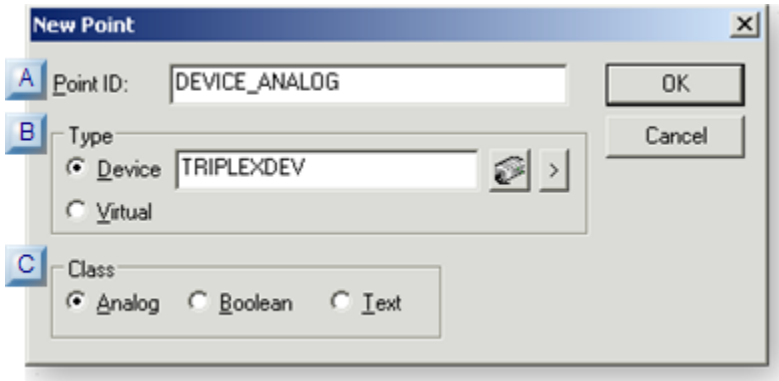 New Point
A Point ID: DEVICE_ANALOG OK
B Type Cancel
Device TRIPLEXDEV >
Virtual
C Class
Analog Boolean Text